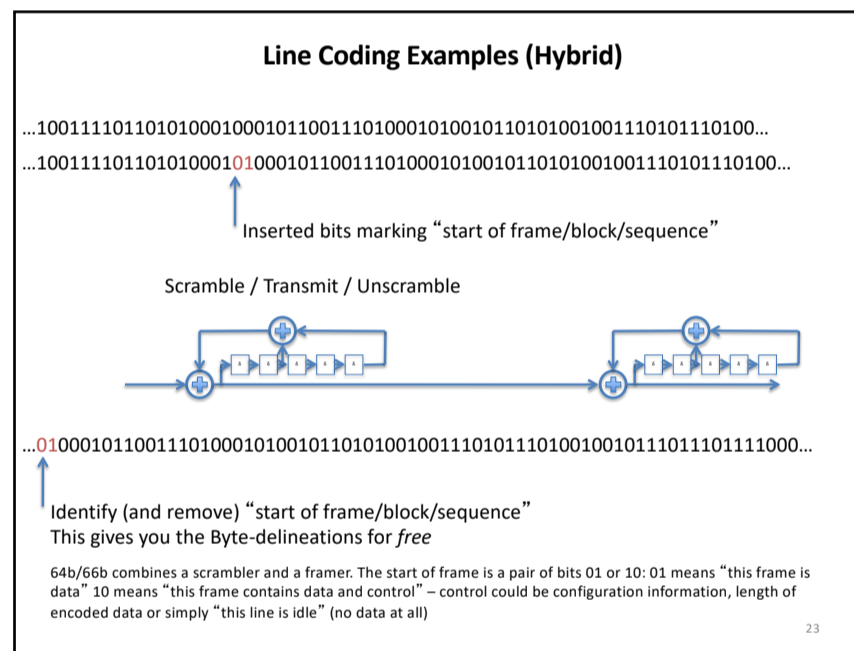 Line Coding Examples (Hybrid)
...100111101101010001000101100111010001010010110101001001110101110100...
...10011110110101000101000101100111010001010010110101001001110101110100...
Inserted bits marking “start of frame/block/sequence”
Scramble / Transmit / Unscramble
...0100010110011101000101001011010100100111010111010010010111011101111000...
Identify (and remove) “start of frame/block/sequence”
This gives you the Byte-delineations for free
64b/66b combines a scrambler and a framer. The start of frame is a pair of bits 01 or 10: 01 means “this frame is
data” 10 means “this frame contains data and control” – control could be configuration information, length of
encoded data or simply “this line is idle” (no data at all)
23